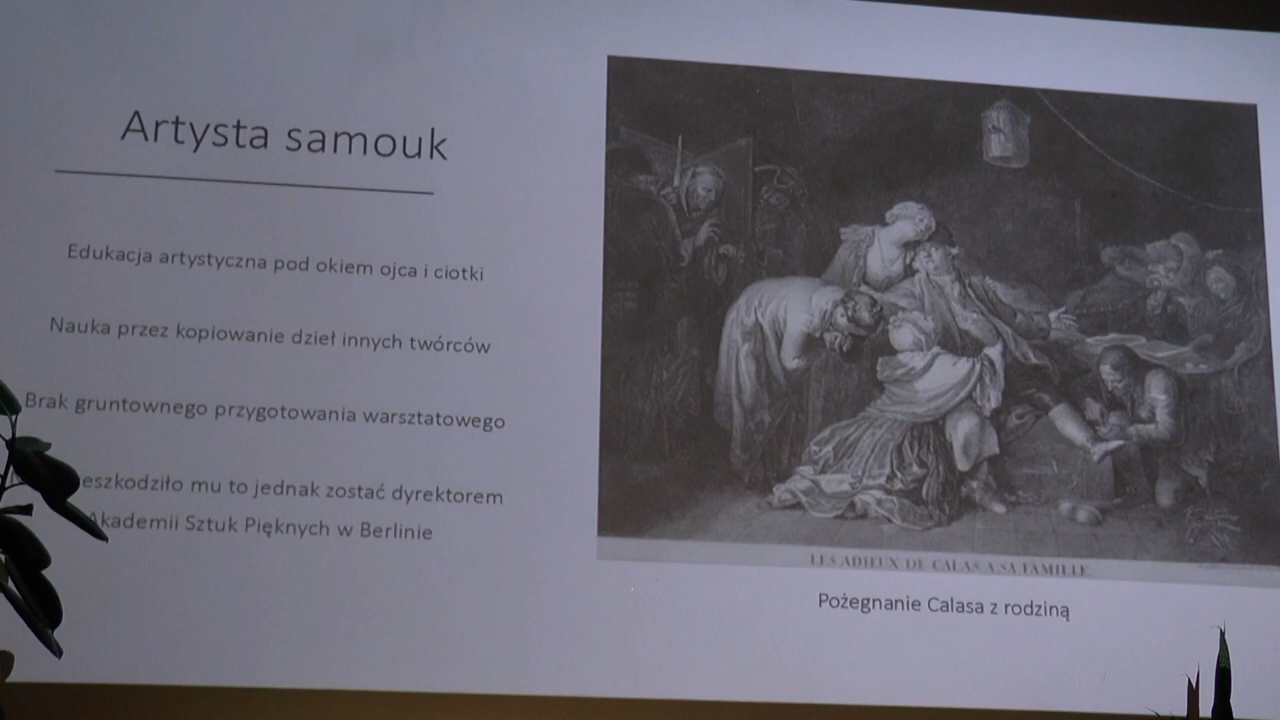 Artysta samouk
Edukacja artystyczna pod okiem ojca i ciotki
Nauka przez kopiowanie dzieł innych twórców
Brak gruntownego przygotowania warsztatowego
eszkodziło mu to jednak zostać dyrektorem
Akademii Sztuk Pięknych w Berlinie
LES ADIEUX DE CALAS, A SA FAMILLE
Pożegnanie Calasa z rodziną